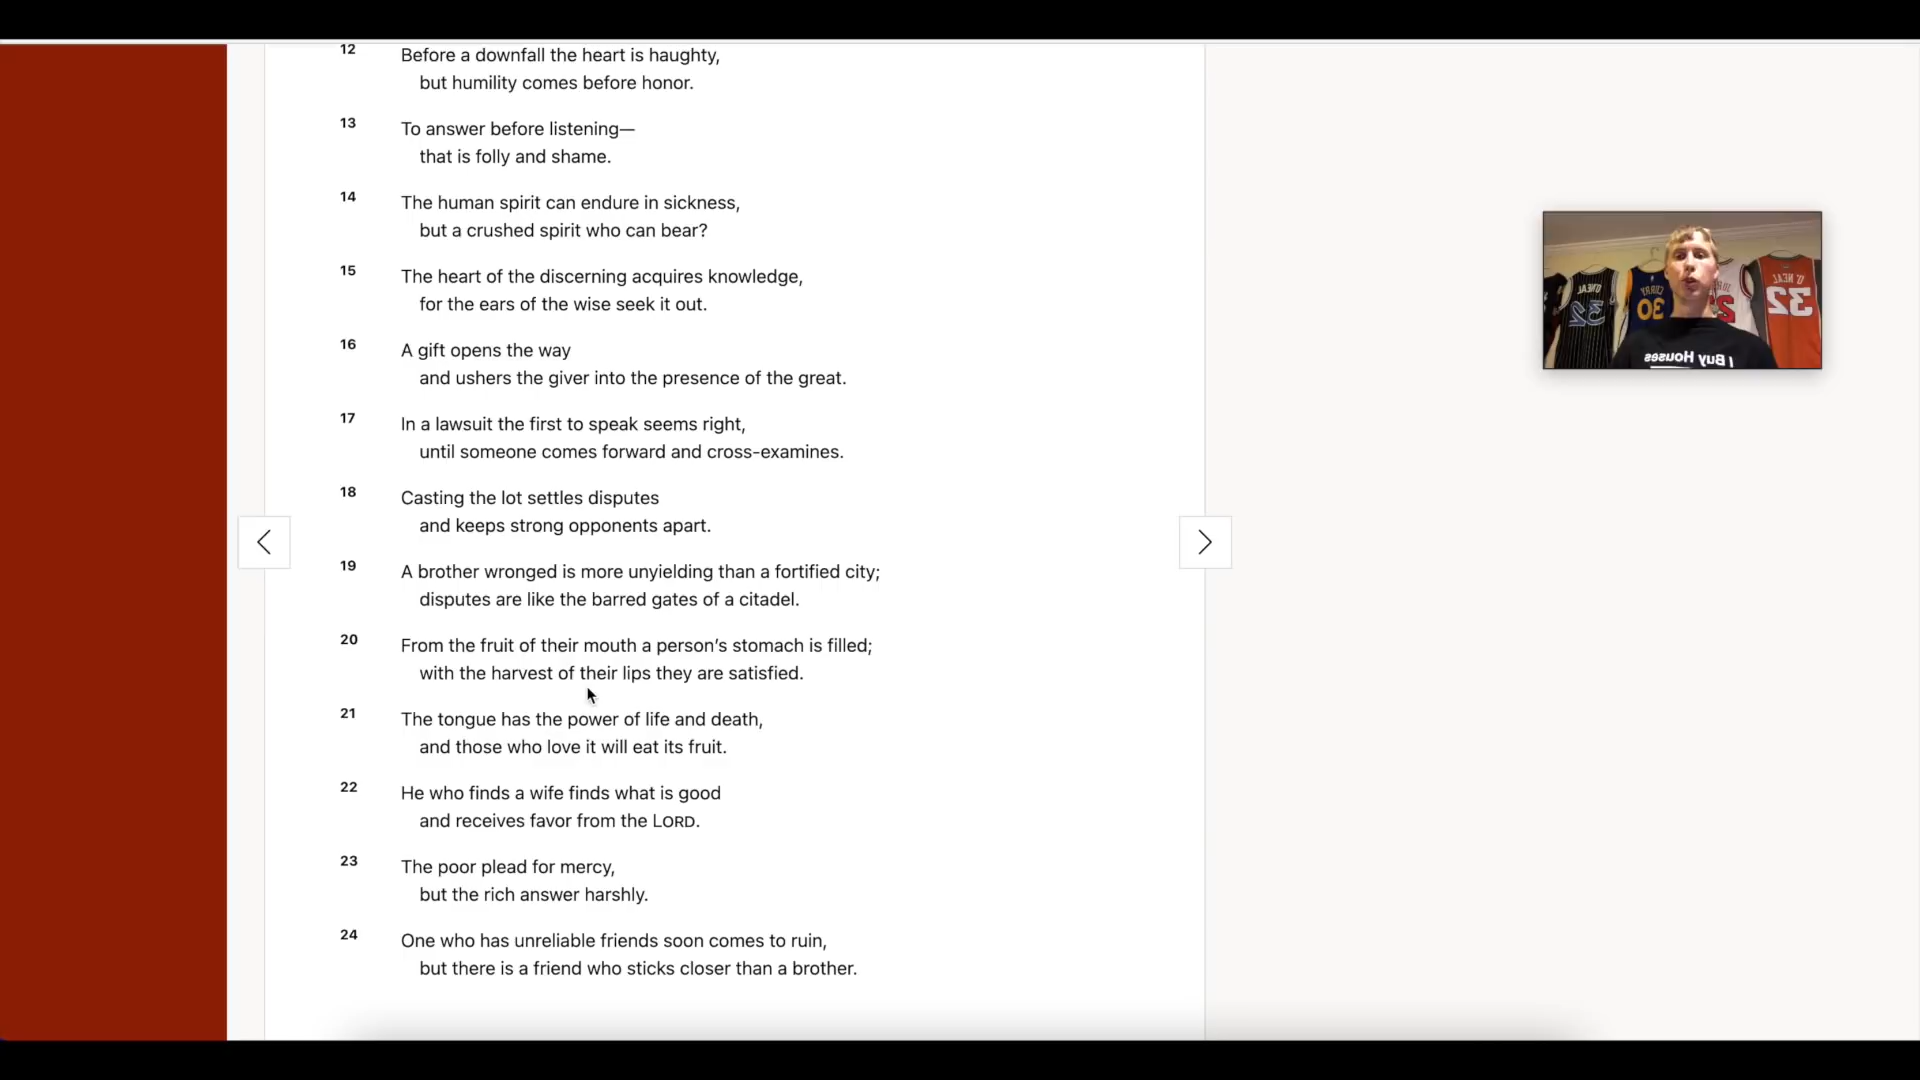 12 Before a downfall the heart is haughty,
but humility comes before honor.
13 To answer before listening—
that is folly and shame.
14 The human spirit can endure in sickness,
but a crushed spirit who can bear?
15 The heart of the discerning acquires knowledge,
for the ears of the wise seek it out.
16 A gift opens the way
and ushers the giver into the presence of the great.
17 In a lawsuit the first to speak seems right,
until someone comes forward and cross-examines.
18 Casting the lot settles disputes
and keeps strong opponents apart.
19 A brother wronged is more unyielding than a fortified city;
disputes are like the barred gates of a citadel.
20 From the fruit of their mouth a person’s stomach is filled;
with the harvest of their lips they are satisfied.
21 The tongue has the power of life and death,
and those who love it will eat its fruit.
22 He who finds a wife finds what is good
and receives favor from the LORD.
23 The poor plead for mercy,
but the rich answer harshly.
24 One who has unreliable friends soon comes to ruin,
but there is a friend who sticks closer than a brother.
O'NEAL
32
CURRY
30
O'NEAL
32
I Buy Houses